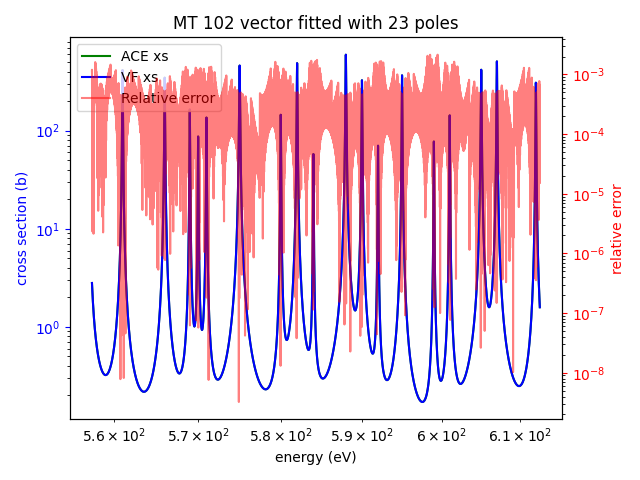 MT 102 vector fitted with 23 poles
ACE xs
VF xs
Relative error
cross section (b)
10²
10¹
10⁰
relative error
10⁻³
10⁻⁴
10⁻⁵
10⁻⁶
10⁻⁷
10⁻⁸
5.6 × 10² 5.7 × 10² 5.8 × 10² 5.9 × 10² 6 × 10² 6.1 × 10²
energy (eV)